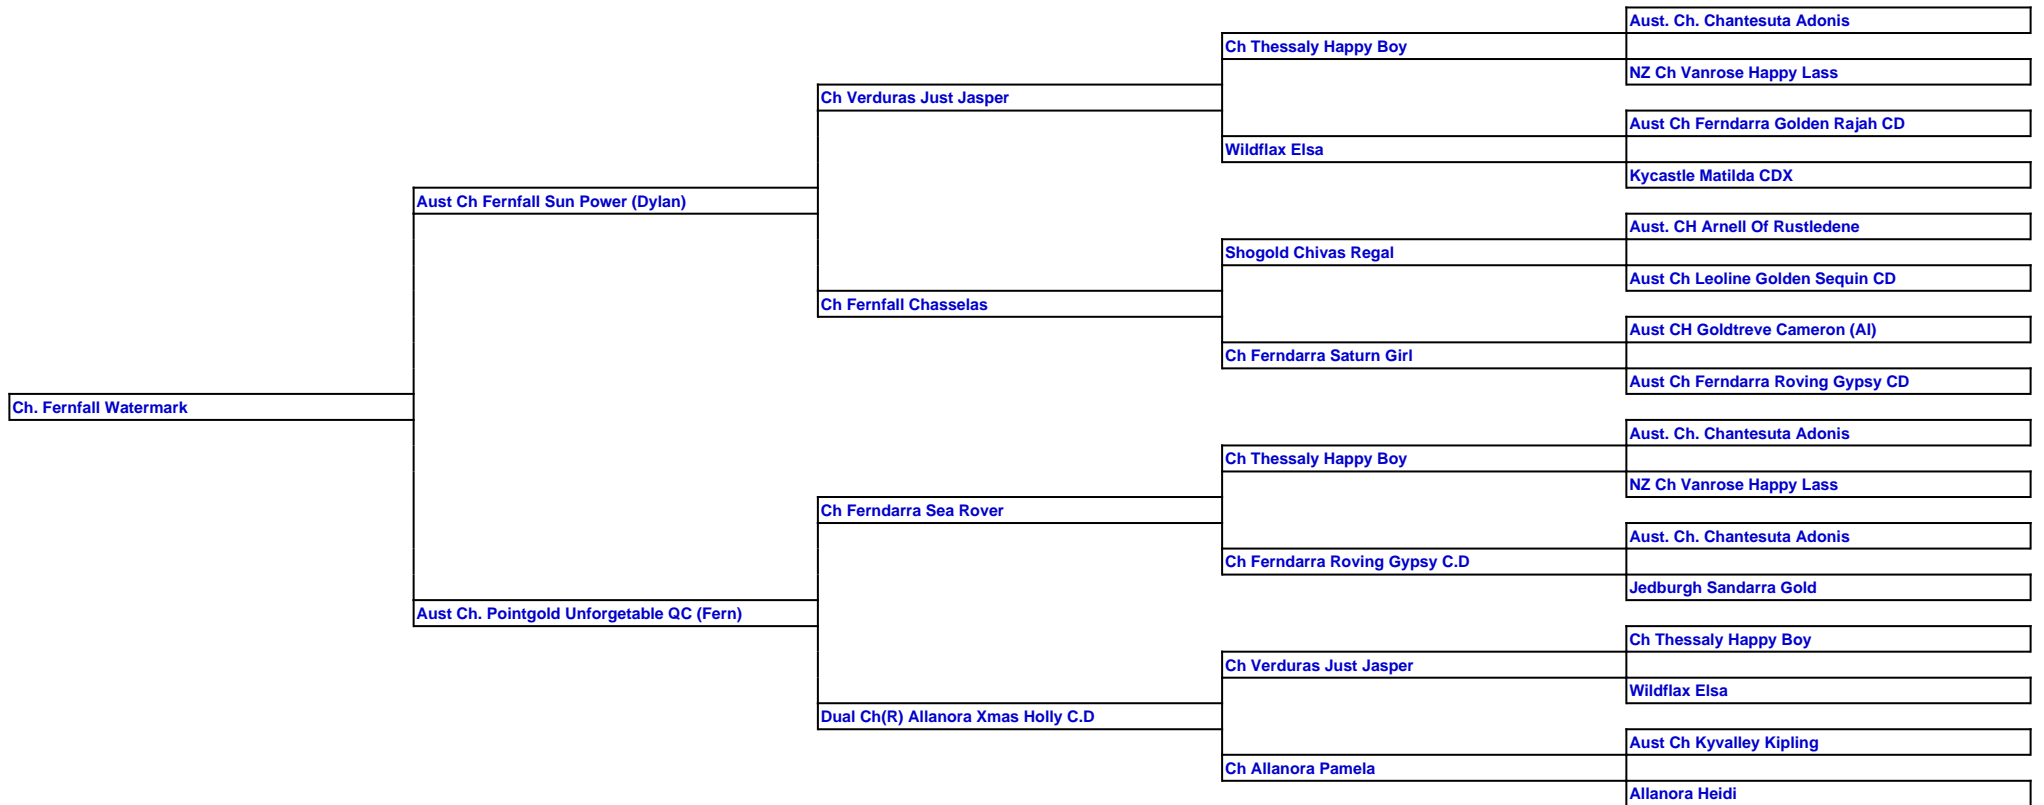 Aust. Ch. Chantesuta Adonis
Ch Thessaly Happy Boy
NZ Ch Vanrose Happy Lass
Ch Verduras Just Jasper
Aust Ch Ferndarra Golden Rajah CD
Wildflax Elsa
Kycastle Matilda CDX
Aust Ch Fernfall Sun Power (Dylan)
Aust. CH Arnell Of Rustledene
Shogold Chivas Regal
Aust Ch Leoline Golden Sequin CD
Ch Fernfall Chasselas
Aust CH Goldtreve Cameron (AI)
Ch Ferndarra Saturn Girl
Aust Ch Ferndarra Roving Gypsy CD
Ch. Fernfall Watermark
Aust. Ch. Chantesuta Adonis
Ch Thessaly Happy Boy
NZ Ch Vanrose Happy Lass
Ch Ferndarra Sea Rover
Aust. Ch. Chantesuta Adonis
Ch Ferndarra Roving Gypsy C.D
Jedburgh Sandarra Gold
Aust Ch. Pointgold Unforgetable QC (Fern)
Ch Thessaly Happy Boy
Ch Verduras Just Jasper
Wildflax Elsa
Dual Ch(R) Allanora Xmas Holly C.D
Aust Ch Kyvalley Kipling
Ch Allanora Pamela
Allanora Heidi